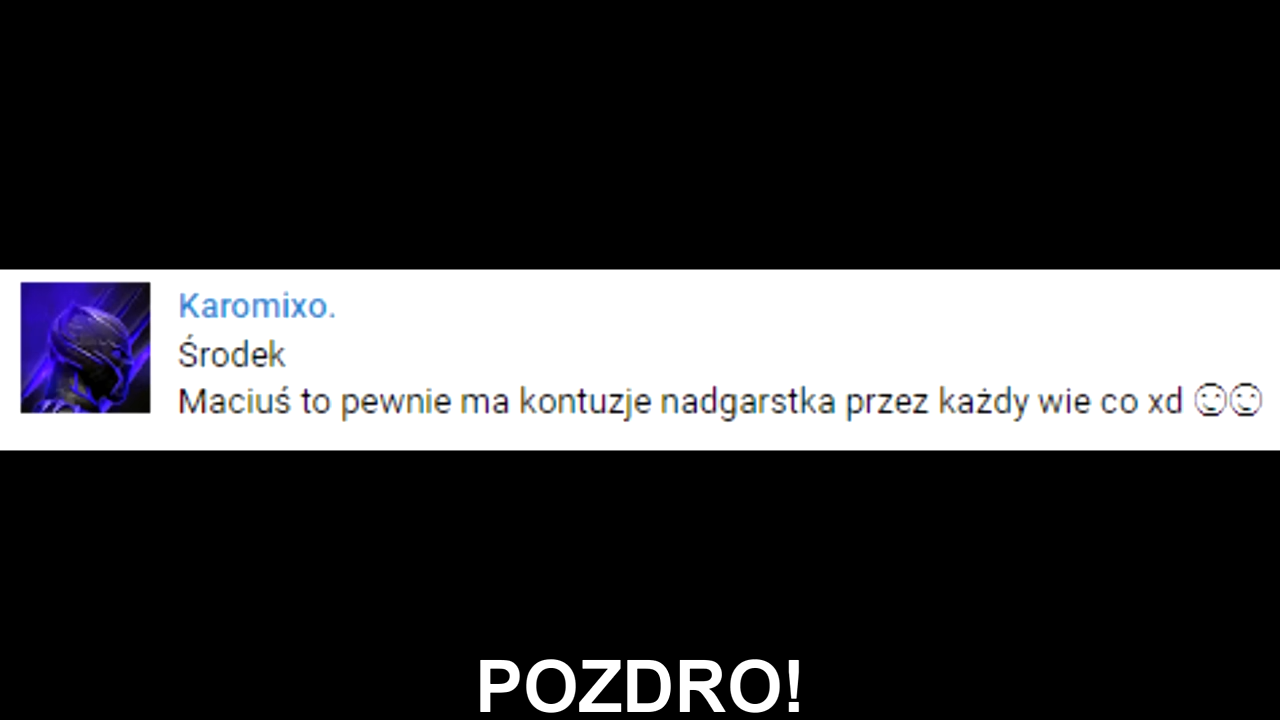 Karomixo.
Środek
Maciuś to pewnie ma kontuzje nadgarstka przez każdy wie co xd 😉😉
POZDRO!